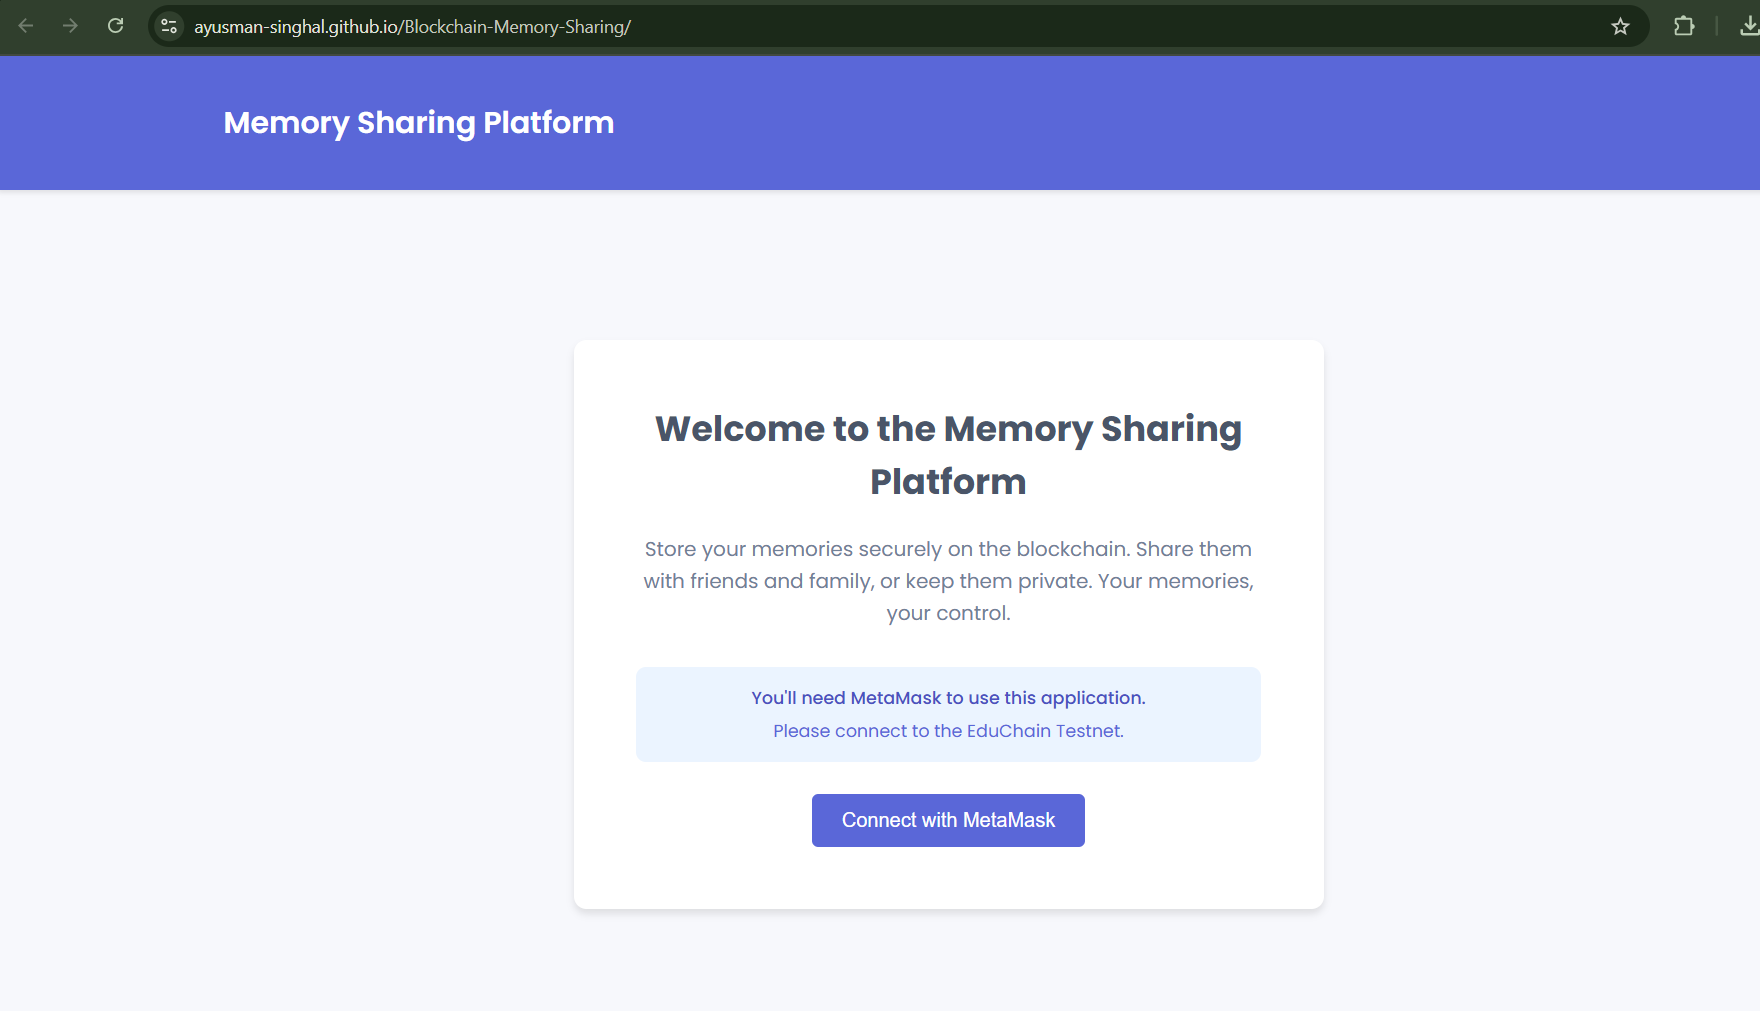 ayusman-singhal.github.io/Blockchain-Memory-Sharing/
Memory Sharing Platform
Welcome to the Memory Sharing
Platform
Store your memories securely on the blockchain. Share them
with friends and family, or keep them private. Your memories,
your control.
You'll need MetaMask to use this application.
Please connect to the EduChain Testnet.
Connect with MetaMask